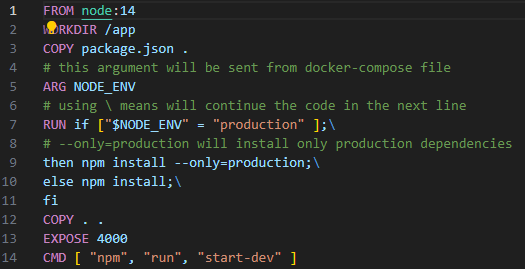 1 FROM node:14
2 WORKDIR /app
3 COPY package.json .
4 # this argument will be sent from docker-compose file
5 ARG NODE_ENV
6 # using \ means will continue the code in the next line
7 RUN if ["$NODE_ENV" = "production" ];\
8 # --only=production will install only production dependencies
9 then npm install --only=production;\
10 else npm install;\
11 fi
12 COPY . .
13 EXPOSE 4000
14 CMD [ "npm", "run", "start-dev" ]